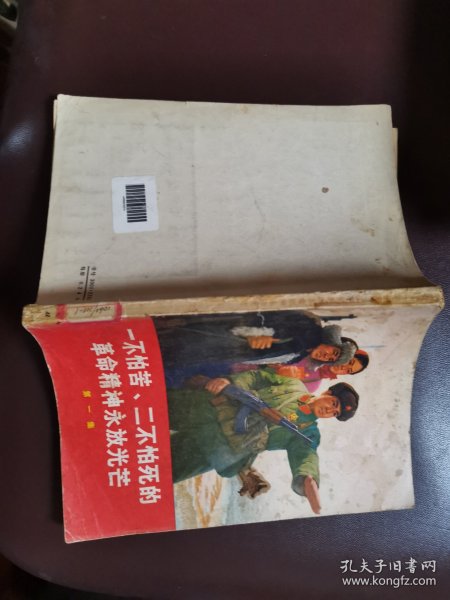 一不怕苦、二不怕死的
革命精神永放光芒
第一集
孔夫子旧书网
www.kongfz.com